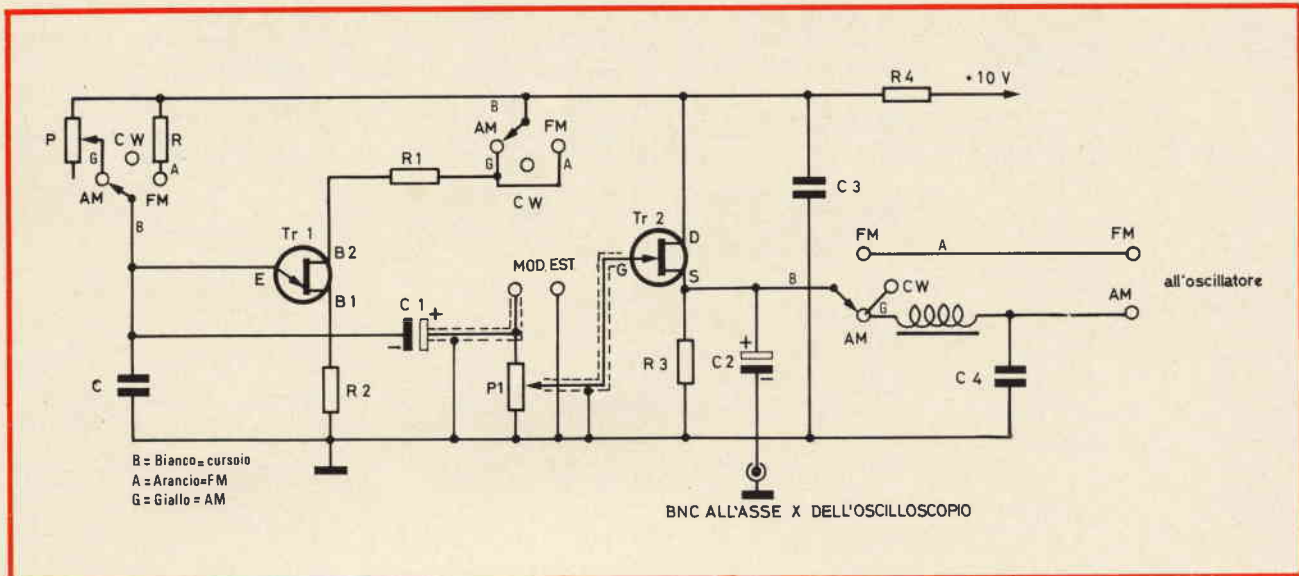 R4
+10 V
B
P
CW
R
AM
FM
G
A
AM
FM
R1
G
A
CW
C3
B
Tr 1
Tr 2
D
B2
MOD. EST.
FM
A
FM
E
G
S
all'oscillatore
B1
B
CW
C1
+
AM
-
G
AM
+
R3
C2
C
R2
P1
-
C4
B = Bianco = cursoio
A = Arancio = FM
G = Giallo = AM
BNC ALL'ASSE X DELL'OSCILLOSCOPIO